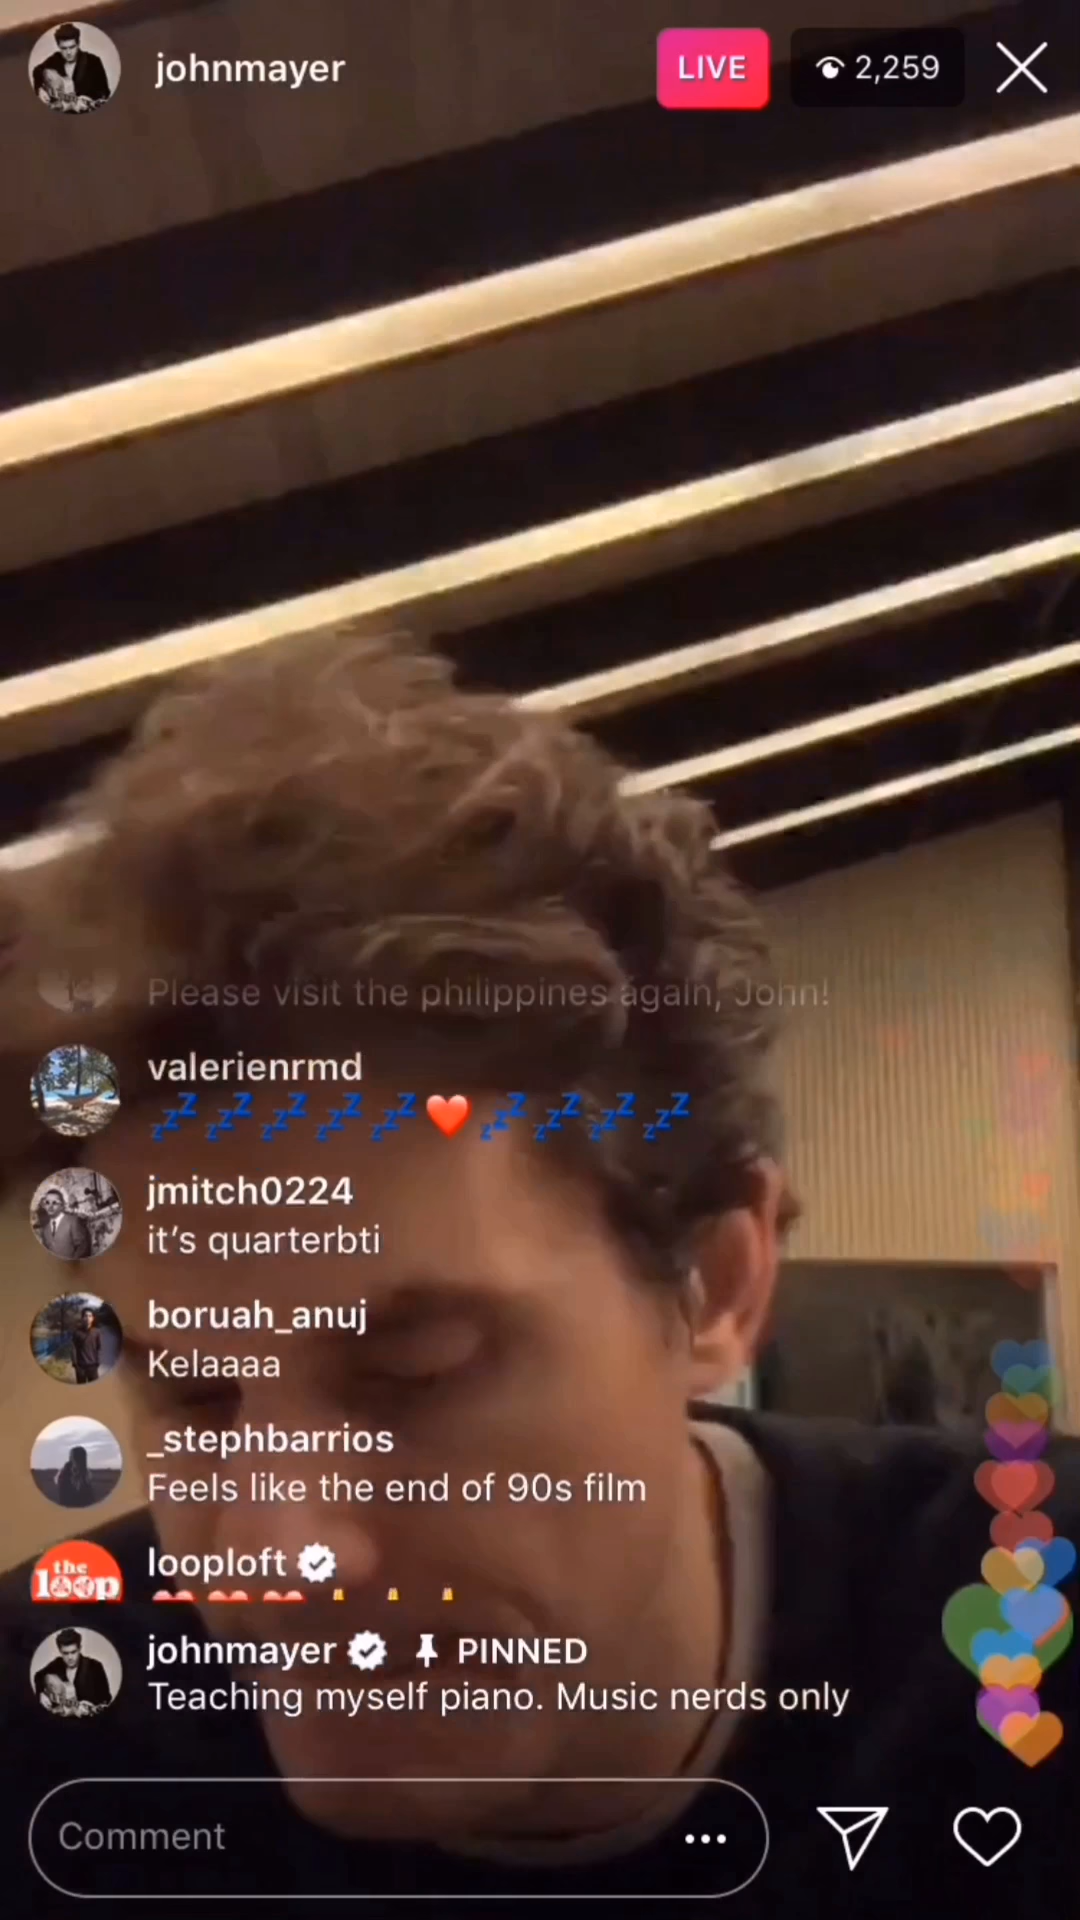 johnmayer
LIVE
2,259
Please visit the philippines again, John!
valerienrmd
💤💤💤💤💤❤️💤💤💤💤
jmitch0224
it's quarterbti
boruah_anuj
Kelaaaa
_stephbarrios
Feels like the end of 90s film
the
loop
looploft
johnmayer PINNED
Teaching myself piano. Music nerds only
Comment